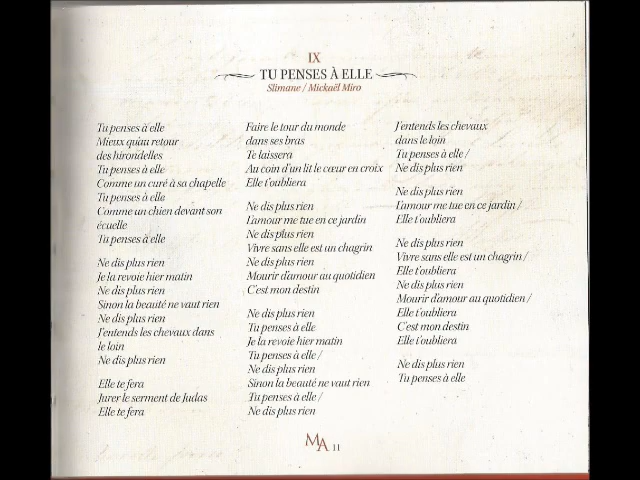 IX
TU PENSES À ELLE
Slimane / Mickaël Miro
Tu penses à elle
Mieux qu'au retour
des hirondelles
Tu penses à elle
Comme un curé à sa chapelle
Tu penses à elle
Comme un chien devant son
écuelle
Tu penses à elle
Ne dis plus rien
Je la revoie hier matin
Ne dis plus rien
Sinon la beauté ne vaut rien
Ne dis plus rien
J'entends les chevaux dans
le loin
Ne dis plus rien
Elle te fera
Jurer le serment de Judas
Elle te fera
Faire le tour du monde
dans ses bras
Te laissera
Au coin d'un lit le cœur en croix
Elle t'oubliera
Ne dis plus rien
L'amour me tue en ce jardin
Ne dis plus rien
Vivre sans elle est un chagrin
Ne dis plus rien
Mourir d'amour au quotidien
C'est mon destin
Ne dis plus rien
Tu penses à elle
Je la revoie hier matin
Tu penses à elle /
Ne dis plus rien
Sinon la beauté ne vaut rien
Tu penses à elle /
Ne dis plus rien
J'entends les chevaux
dans le loin
Tu penses à elle /
Ne dis plus rien
Ne dis plus rien
L'amour me tue en ce jardin /
Elle t'oubliera
Ne dis plus rien
Vivre sans elle est un chagrin /
Elle t'oubliera
Ne dis plus rien
Mourir d'amour au quotidien /
Elle t'oubliera
C'est mon destin
Elle t'oubliera
Ne dis plus rien
Tu penses à elle
MA 11